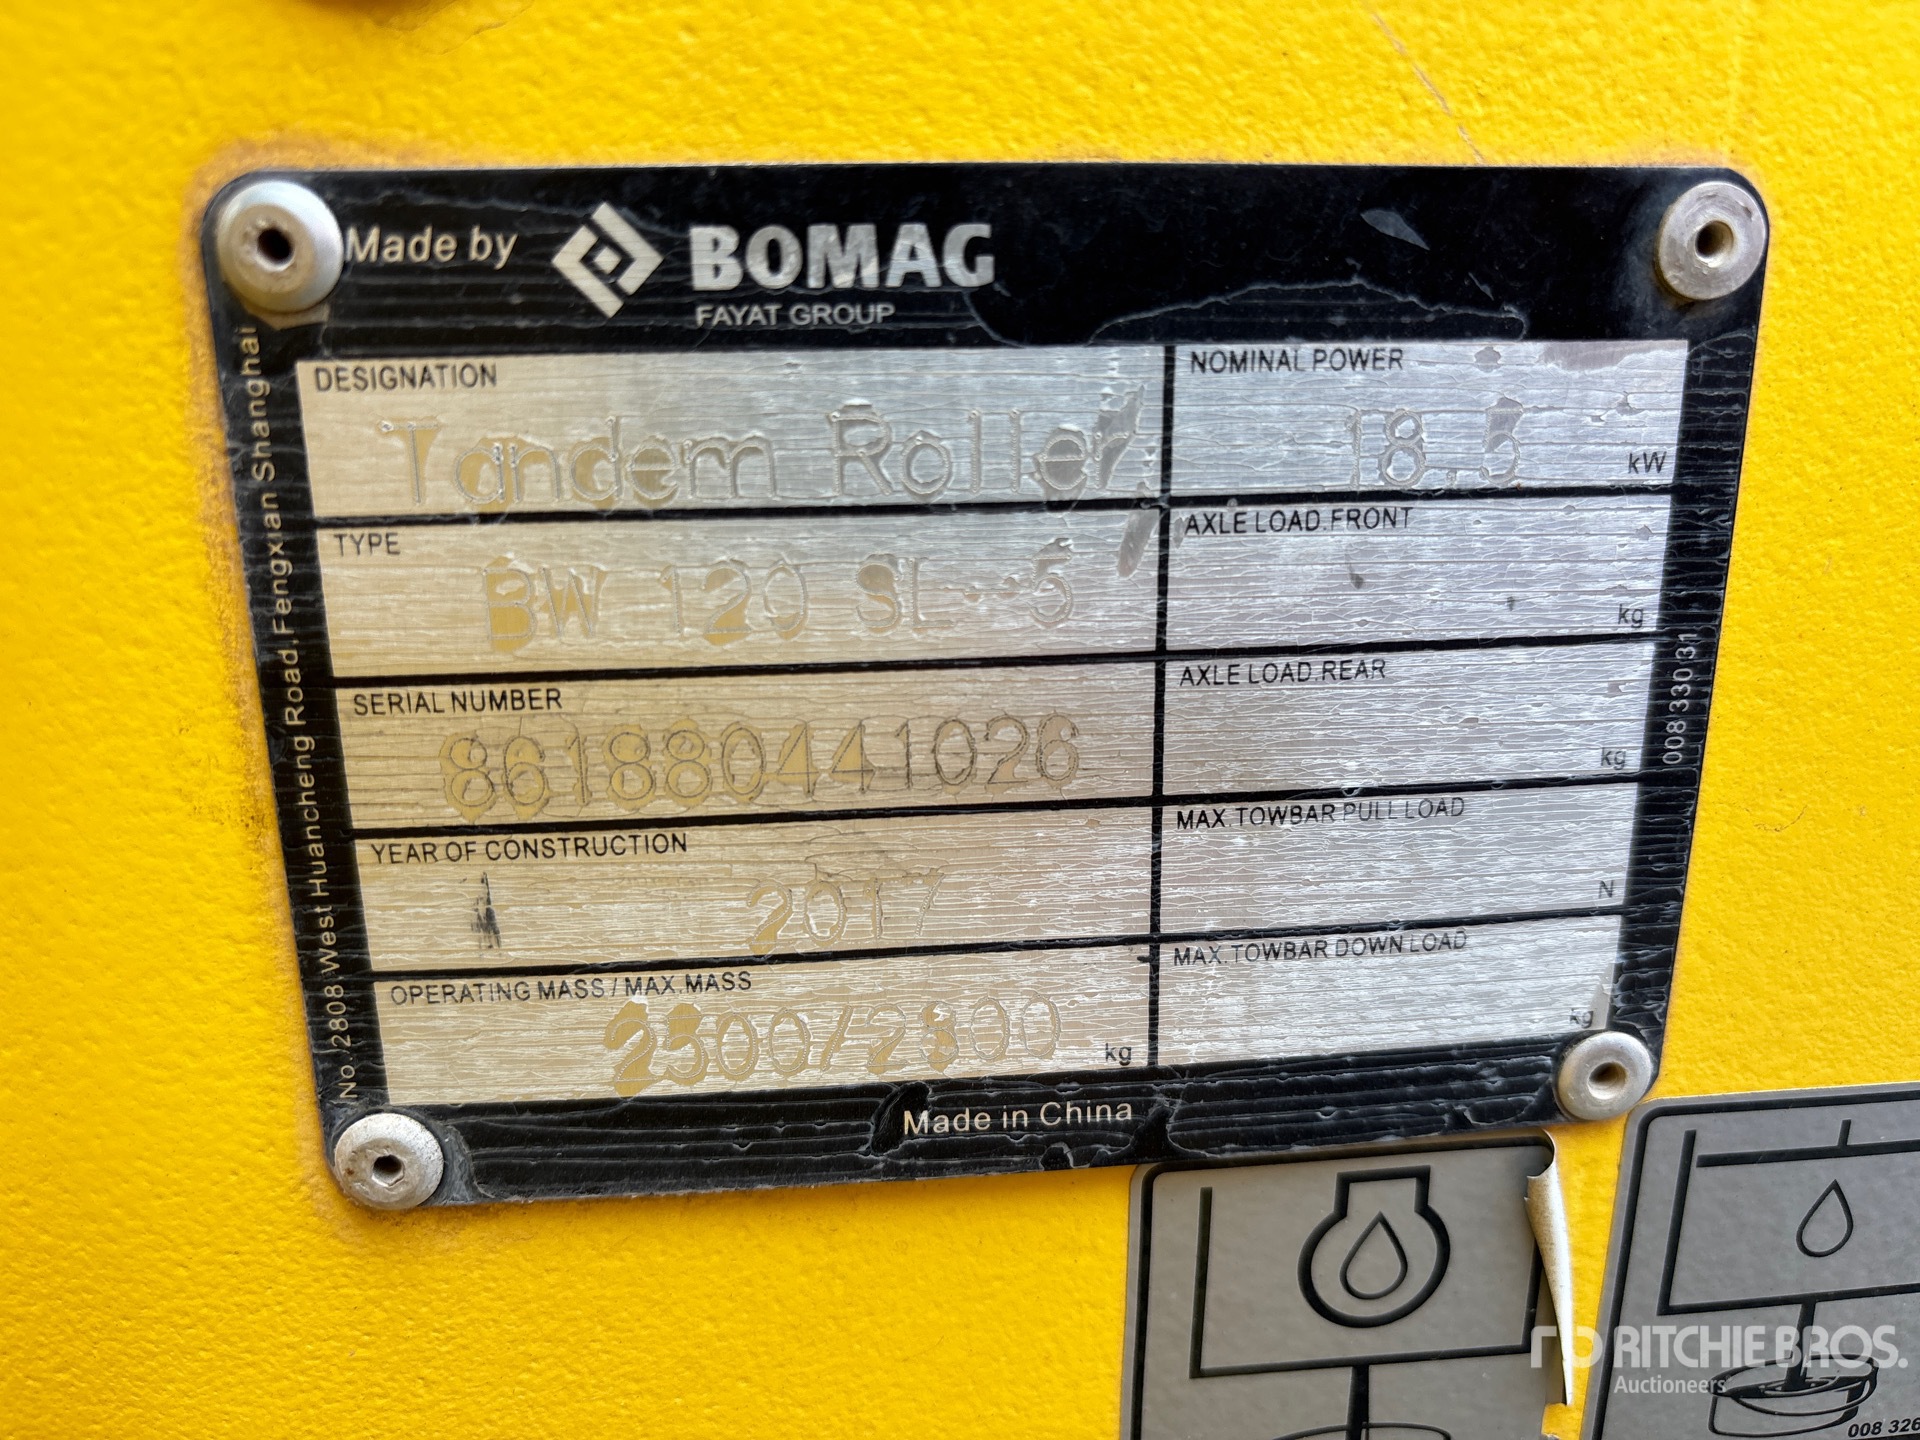 Made by BOMAG
FAYAT GROUP
DESIGNATION
Tandem Roller
NOMINAL POWER
18.5 kW
TYPE
BW 120 SL-5
AXLE LOAD.FRONT
kg
SERIAL NUMBER
861880441026
AXLE LOAD.REAR
kg
YEAR OF CONSTRUCTION
2017
MAX.TOWBAR PULL LOAD
N
OPERATING MASS / MAX.MASS
kg
MAX.TOWBAR DOWN LOAD
kg
Made in China
No. 2808 West Huancheng Road,Fengxian Shanghai
008 330 31
RITCHIE BROS.
Auctioneers
008 326